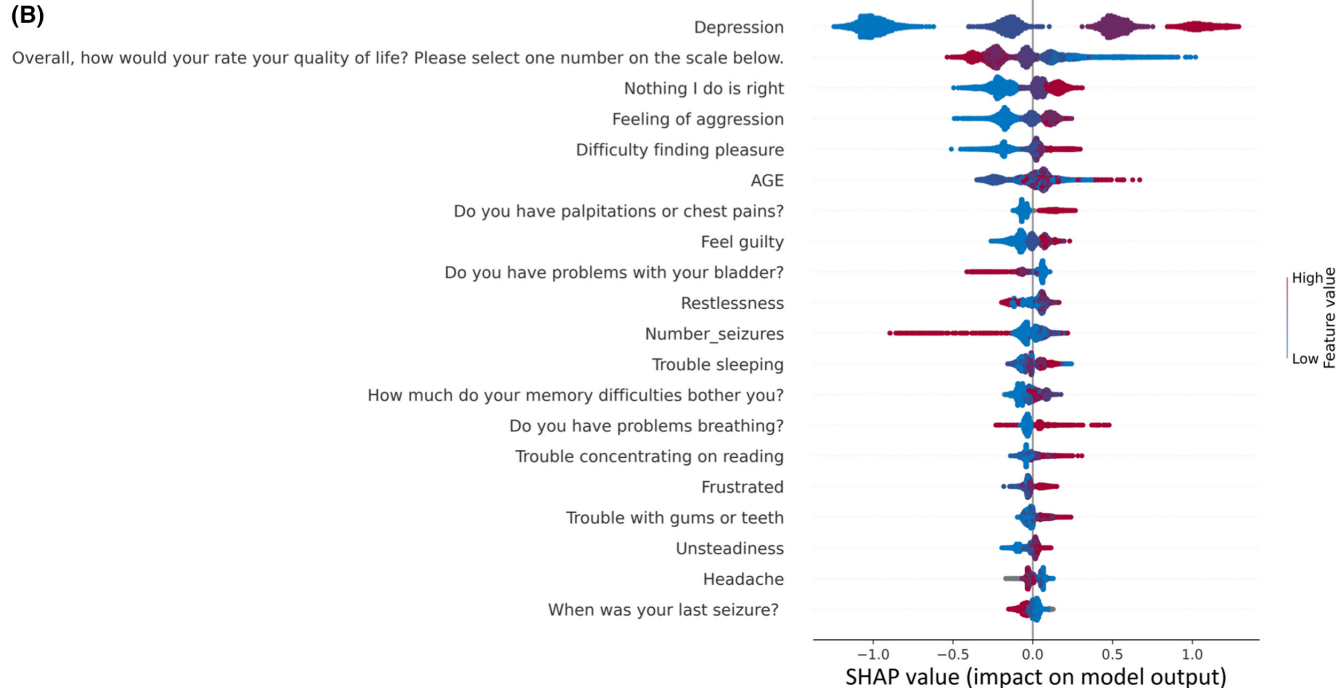 (B)
Depression
Overall, how would your rate your quality of life? Please select one number on the scale below.
Nothing I do is right
Feeling of aggression
Difficulty finding pleasure
AGE
Do you have palpitations or chest pains?
Feel guilty
Do you have problems with your bladder?
Restlessness
Number_seizures
Trouble sleeping
How much do your memory difficulties bother you?
Do you have problems breathing?
Trouble concentrating on reading
Frustrated
Trouble with gums or teeth
Unsteadiness
Headache
When was your last seizure?
−1.0 −0.5 0.0 0.5 1.0
SHAP value (impact on model output)
High
Low
Feature value